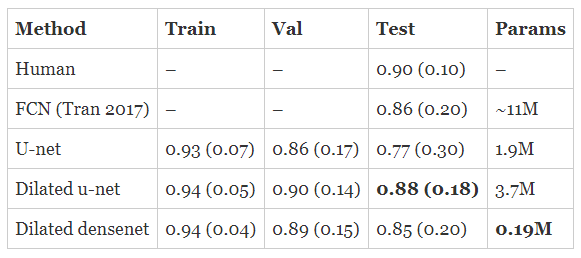 Method Train Val Test Params
Human – – 0.90 (0.10) –
FCN (Tran 2017) – – 0.86 (0.20) ~11M
U-net 0.93 (0.07) 0.86 (0.17) 0.77 (0.30) 1.9M
Dilated u-net 0.94 (0.05) 0.90 (0.14) 0.88 (0.18) 3.7M
Dilated densenet 0.94 (0.04) 0.89 (0.15) 0.85 (0.20) 0.19M